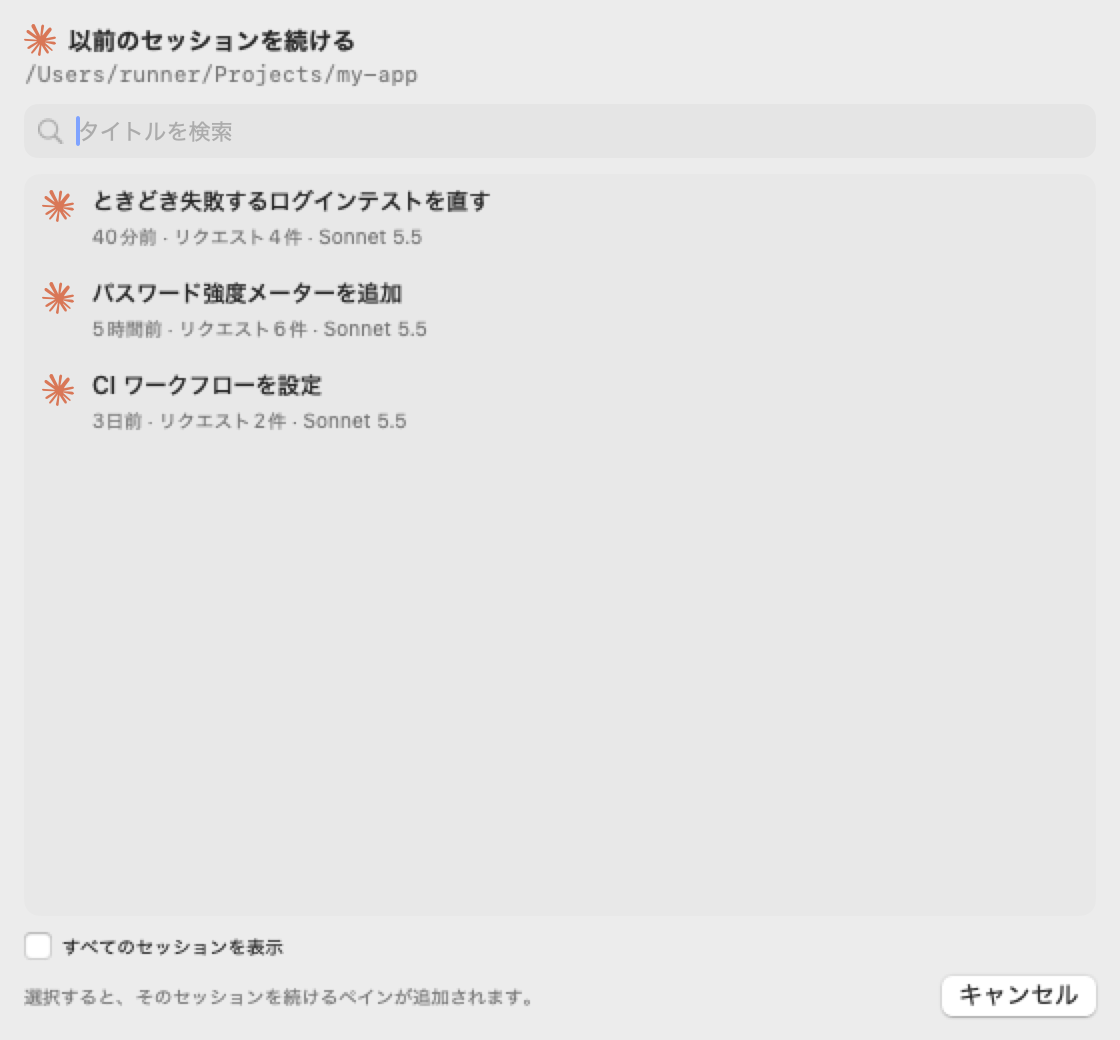 以前のセッションを続ける
/Users/runner/Projects/my-app
タイトルを検索
ときどき失敗するログインテストを直す
40分前 · リクエスト4件 · Sonnet 5.5
パスワード強度メーターを追加
5時間前 · リクエスト6件 · Sonnet 5.5
CI ワークフローを設定
3日前 · リクエスト2件 · Sonnet 5.5
すべてのセッションを表示
選択すると、そのセッションを続けるペインが追加されます。
キャンセル